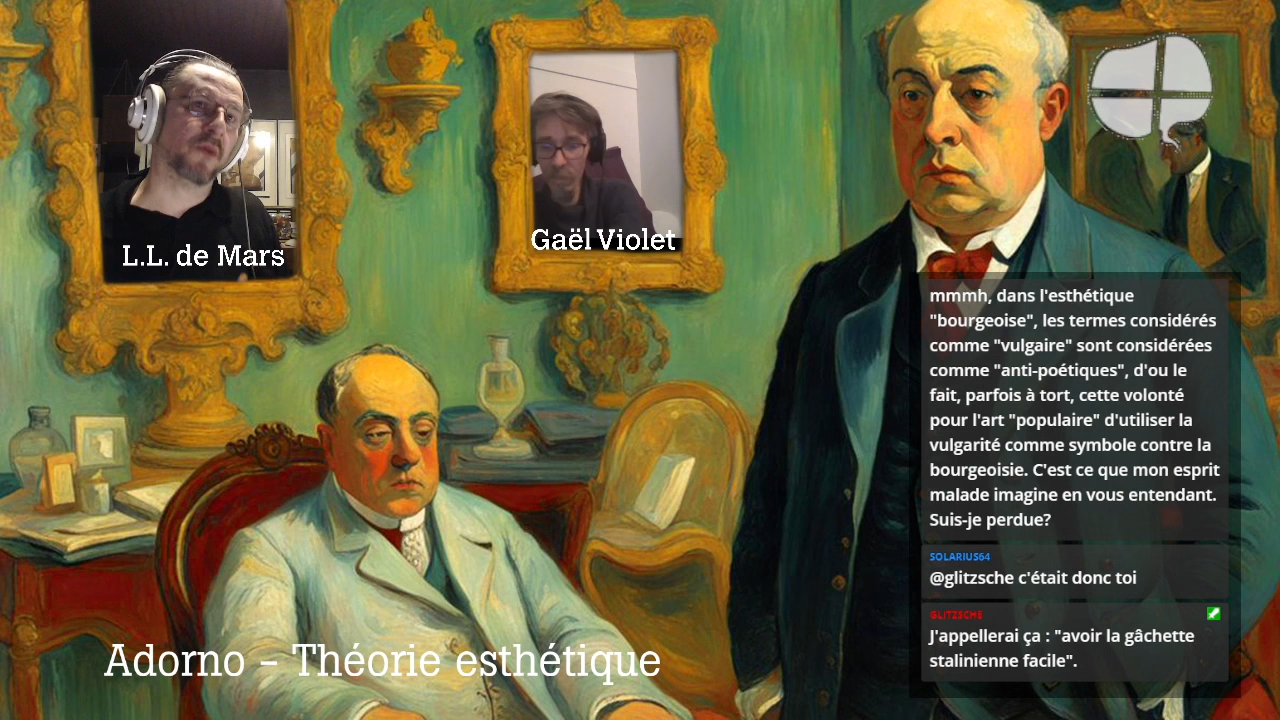 L.L. de Mars
Gaël Violet
mmmh, dans l'esthétique
"bourgeoise", les termes considérés
comme "vulgaire" sont considérées
comme "anti-poétiques", d'ou le
fait, parfois à tort, cette volonté
pour l'art "populaire" d'utiliser la
vulgarité comme symbole contre la
bourgeoisie. C'est ce que mon esprit
malade imagine en vous entendant.
Suis-je perdue?
SOLARIUS64
@glitzsche c'était donc toi
GLITZSCHE
J'appellerai ça : "avoir la gâchette
stalinienne facile".
Adorno – Théorie esthétique